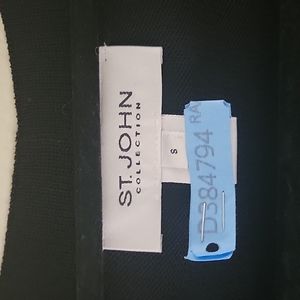 ST. JOHN
COLLECTION
S
D384794 RA